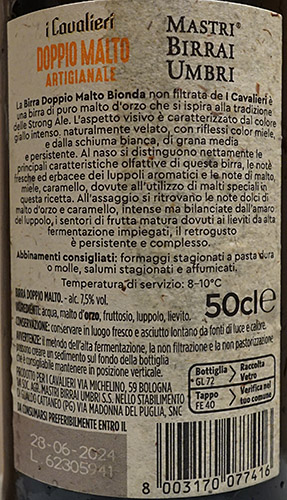 i Cavalieri
DOPPIO MALTO
ARTIGIANALE
MASTRI®
BIRRAI
UMBRI
La Birra Doppio Malto Bionda non filtrata de I Cavalieri è
una birra di puro malto d'orzo che si ispira alla tradizione
delle Strong Ale. L'aspetto visivo è caratterizzato dal colore
giallo intenso, naturalmente velato, con riflessi color miele,
e dalla schiuma bianca, di grana media
e persistente. Al naso si distinguono nettamente le
principali caratteristiche olfattive di questa birra, le note
fresche ed erbacee dei luppoli aromatici e le note di malto,
miele, caramello, dovute all'utilizzo di malti speciali in
questa ricetta. All'assaggio si ritrovano le note dolci di
malto d'orzo e caramello, intense ma bilanciate dall'amaro
del luppolo, i sentori di frutta matura dovuti ai lieviti da alta
fermentazione impiegati, il retrogusto
è persistente e complesso.
Abbinamenti consigliati: formaggi stagionati a pasta dura
o molle, salumi stagionati e affumicati.
Temperatura di servizio: 8-10°C
BIRRA DOPPIO MALTO. - alc. 7,5% vol.
INGREDIENTI: acqua, malto d'orzo, fruttosio, luppolo, lievito.
50cl e
CONSERVAZIONE: conservare in luogo fresco e asciutto lontano da fonti di luce e calore.
AVVERTENZE: il metodo dell'alta fermentazione, la non filtrazione e la non pastorizzazione
possono creare un sedimento sul fondo della bottiglia
che è consigliabile mantenere in posizione verticale.
PRODOTTO PER I CAVALIERI VIA MICHELINO, 59 BOLOGNA
DA SOC. AGR. MASTRI BIRRAI UMBRI S.S. NELLO STABILIMENTO
DI GUALDO CATTANEO (PG) VIA MADONNA DEL PUGLIA, SNC
DA CONSUMARSI PREFERIBILMENTE ENTRO IL
28-06-2024
L. 62305941
Bottiglia
*GL 72
Raccolta
Vetro
Tappo
FE 40
Verifica nel
tuo comune
8 003170 077416